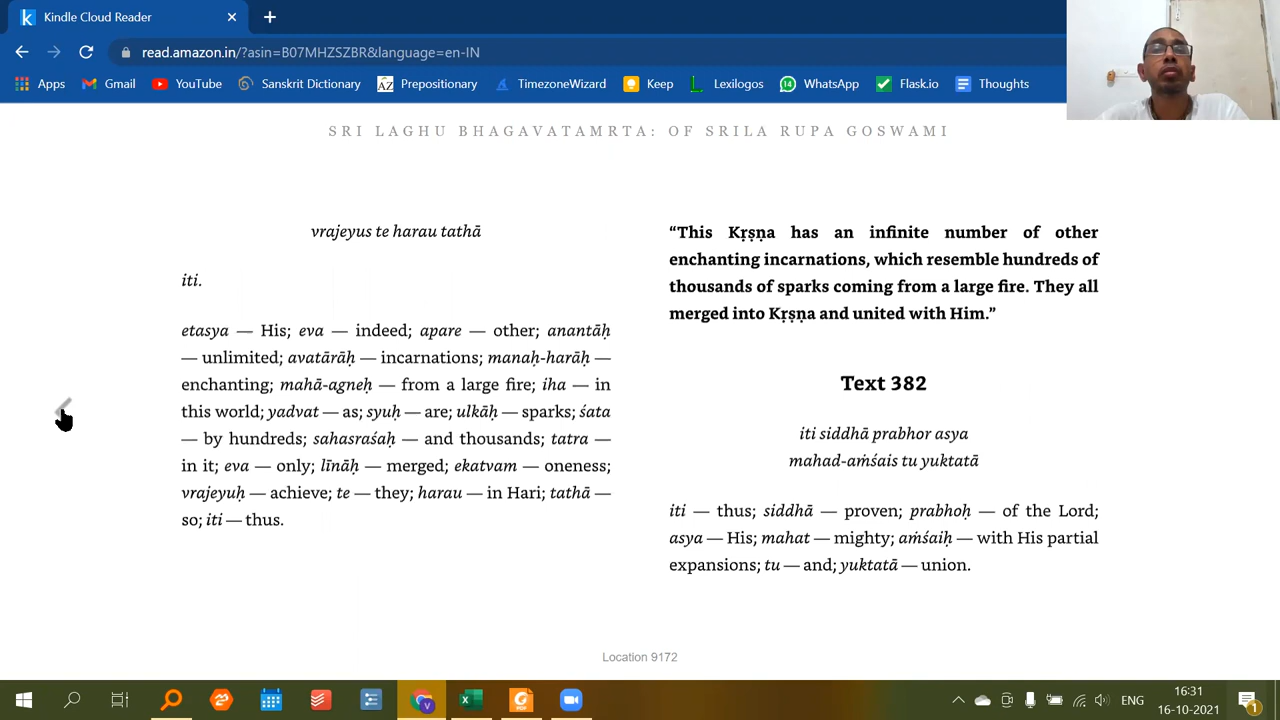 Kindle Cloud Reader
read.amazon.in/?asin=B07MHZSZBR&language=en-IN
Apps Gmail YouTube Sanskrit Dictionary Prepositionary TimezoneWizard Keep Lexilogos WhatsApp Flask.io Thoughts
SRI LAGHU BHAGAVATAMRTA: OF SRILA RUPA GOSWAMI
vrajeyus te harau tathā
iti.
etasya — His; eva — indeed; apare — other; anantāḥ
— unlimited; avatārāḥ — incarnations; manaḥ-harāḥ —
enchanting; mahā-agneḥ — from a large fire; iha — in
this world; yadvat — as; syuḥ — are; ulkāḥ — sparks; śata
— by hundreds; sahasraśaḥ — and thousands; tatra —
in it; eva — only; līnāḥ — merged; ekatvam — oneness;
vrajeyuḥ — achieve; te — they; harau — in Hari; tathā —
so; iti — thus.
“This Kṛṣṇa has an infinite number of other
enchanting incarnations, which resemble hundreds of
thousands of sparks coming from a large fire. They all
merged into Kṛṣṇa and united with Him.”
Text 382
iti siddhā prabhor asya
mahad-aṁśais tu yuktatā
iti — thus; siddhā — proven; prabhoḥ — of the Lord;
asya — His; mahat — mighty; aṁśaiḥ — with His partial
expansions; tu — and; yuktatā — union.
Location 9172
ENG
16:31
16-10-2021